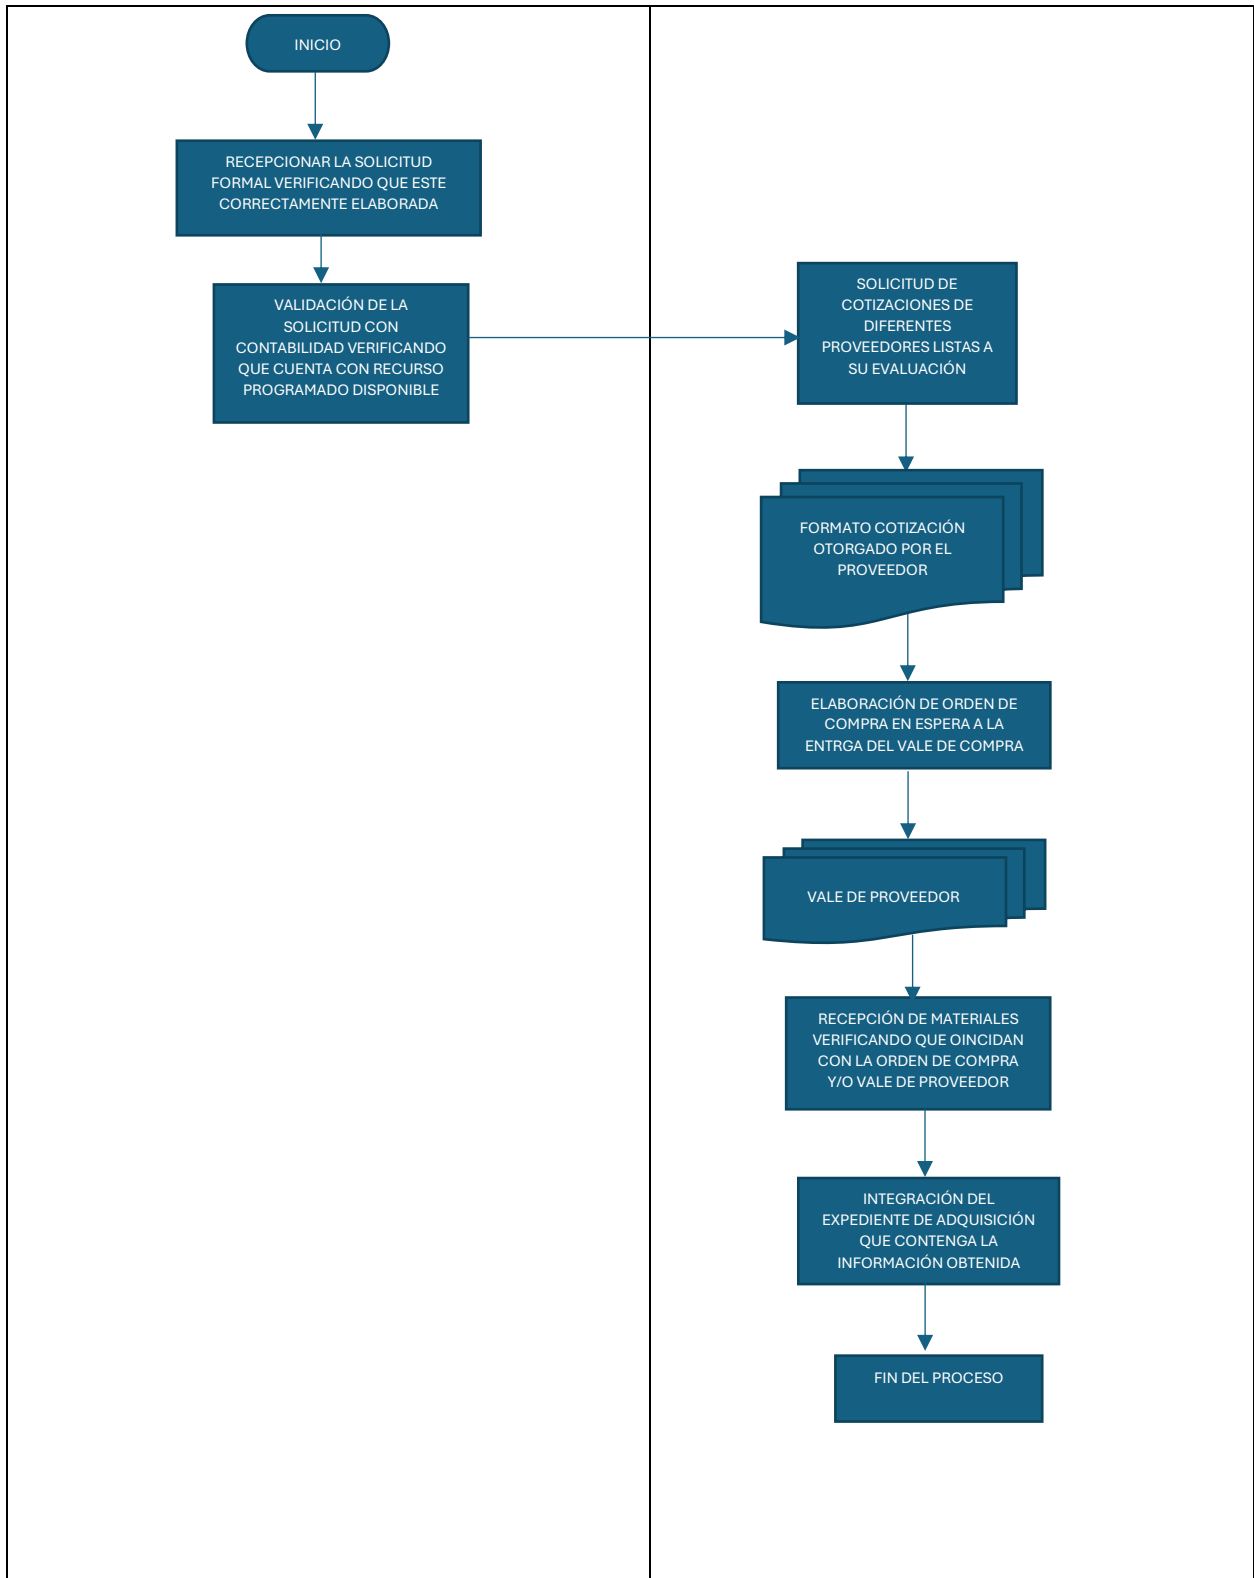 INICIO
RECEPCIONAR LA SOLICITUD
FORMAL VERIFICANDO QUE ESTE
CORRECTAMENTE ELABORADA
VALIDACIÓN DE LA
SOLICITUD CON
CONTABILIDAD VERIFICANDO
QUE CUENTA CON RECURSO
PROGRAMADO DISPONIBLE
SOLICITUD DE
COTIZACIONES DE
DIFERENTES
PROVEEDORES LISTAS A
SU EVALUACIÓN
FORMATO COTIZACIÓN
OTORGADO POR EL
PROVEEDOR
ELABORACIÓN DE ORDEN DE
COMPRA EN ESPERA A LA
ENTRGA DEL VALE DE COMPRA
VALE DE PROVEEDOR
RECEPCIÓN DE MATERIALES
VERIFICANDO QUE OINCIDAN
CON LA ORDEN DE COMPRA
Y/O VALE DE PROVEEDOR
INTEGRACIÓN DEL
EXPEDIENTE DE ADQUISICIÓN
QUE CONTENGA LA
INFORMACIÓN OBTENIDA
FIN DEL PROCESO